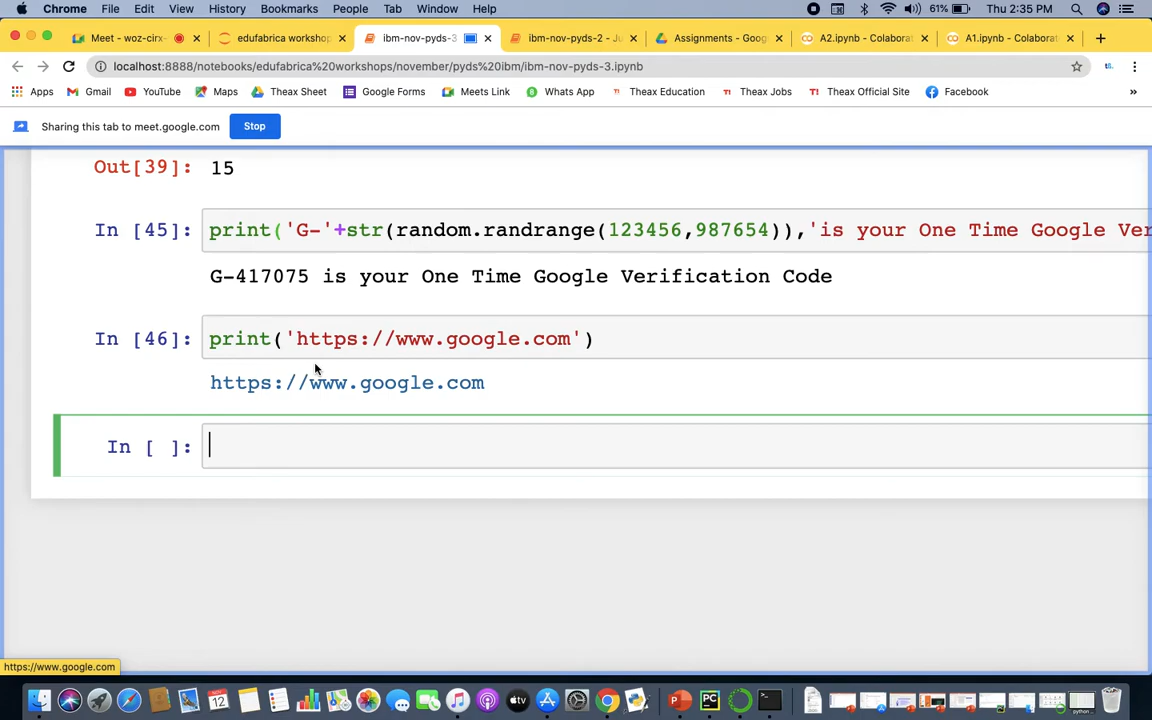 Chrome File Edit View History Bookmarks People Tab Window Help 61% Thu 2:35 PM
Meet - woz-cirx- edufabrica worksho ibm-nov-pyds-3 ibm-nov-pyds-2 - Ju Assignments - Goog A2.ipynb - Colaborat A1.ipynb - Colaborat
localhost:8888/notebooks/edufabrica%20workshops/november/pyds%20ibm/ibm-nov-pyds-3.ipynb
Apps Gmail YouTube Maps Theax Sheet Google Forms Meets Link Whats App Theax Education Theax Jobs Theax Official Site Facebook »
Sharing this tab to meet.google.com Stop
Out[39]: 15
In [45]: print('G-'+str(random.randrange(123456,987654)),'is your One Time Google Ver
G-417075 is your One Time Google Verification Code
In [46]: print('https://www.google.com')
https://www.google.com
In [ ]:
https://www.google.com
NOV
12
tv
python